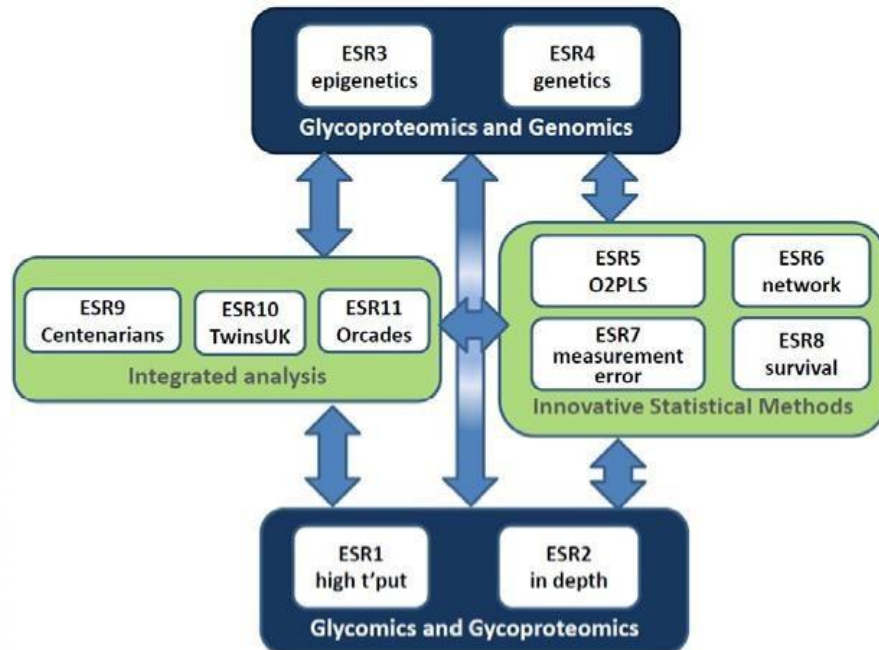 ESR3
epigenetics
ESR4
genetics
Glycoproteomics and Genomics
ESR9
Centenarians
ESR10
TwinsUK
ESR11
Orcades
Integrated analysis
ESR5
O2PLS
ESR6
network
ESR7
measurement
error
ESR8
survival
Innovative Statistical Methods
ESR1
high t'put
ESR2
in depth
Glycomics and Gycoproteomics